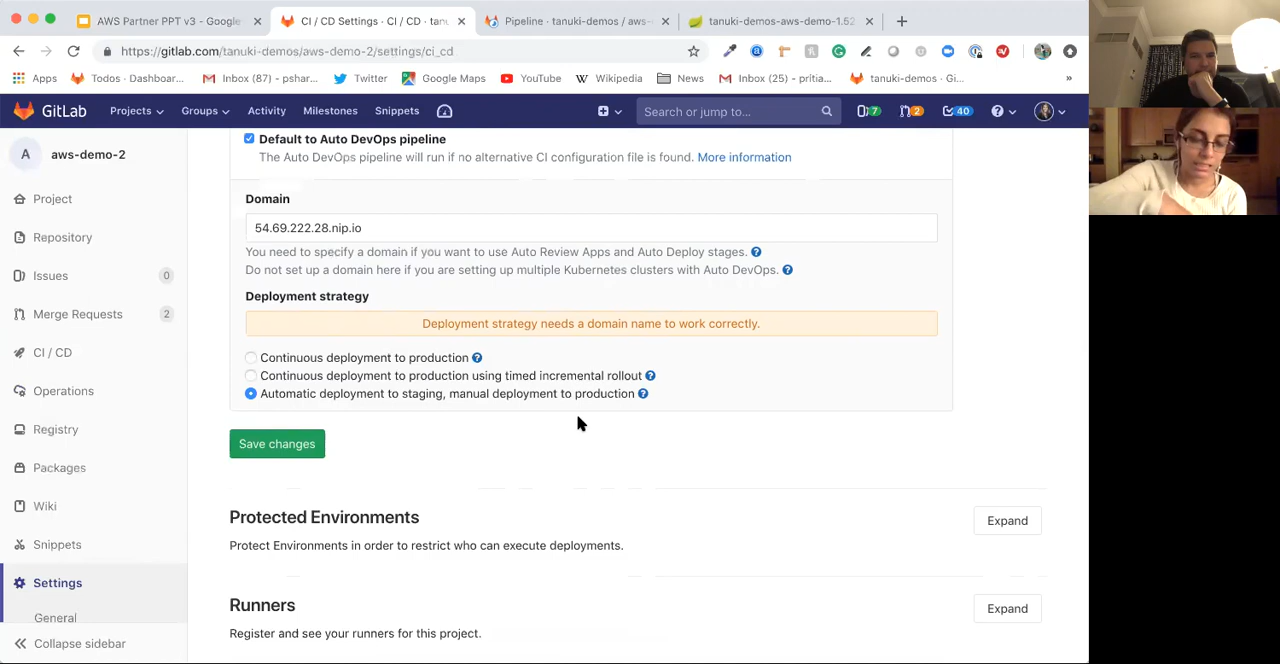 AWS Partner PPT v3 - Google
CI / CD Settings · CI / CD · tanu
Pipeline · tanuki-demos / aws-
tanuki-demos-aws-demo-1.52
https://gitlab.com/tanuki-demos/aws-demo-2/settings/ci_cd
Apps
Todos · Dashboar...
Inbox (87) - pshar...
Twitter
Google Maps
YouTube
Wikipedia
News
Inbox (25) - pritia...
tanuki-demos · Gi...
»
GitLab
Projects
Groups
Activity
Milestones
Snippets
Search or jump to...
7
2
40
A
aws-demo-2
Project
Repository
Issues
0
Merge Requests
2
CI / CD
Operations
Registry
Packages
Wiki
Snippets
Settings
General
Collapse sidebar
Default to Auto DevOps pipeline
The Auto DevOps pipeline will run if no alternative CI configuration file is found. More information
Domain
54.69.222.28.nip.io
You need to specify a domain if you want to use Auto Review Apps and Auto Deploy stages.
Do not set up a domain here if you are setting up multiple Kubernetes clusters with Auto DevOps.
Deployment strategy
Deployment strategy needs a domain name to work correctly.
Continuous deployment to production
Continuous deployment to production using timed incremental rollout
Automatic deployment to staging, manual deployment to production
Save changes
Protected Environments
Expand
Protect Environments in order to restrict who can execute deployments.
Runners
Expand
Register and see your runners for this project.